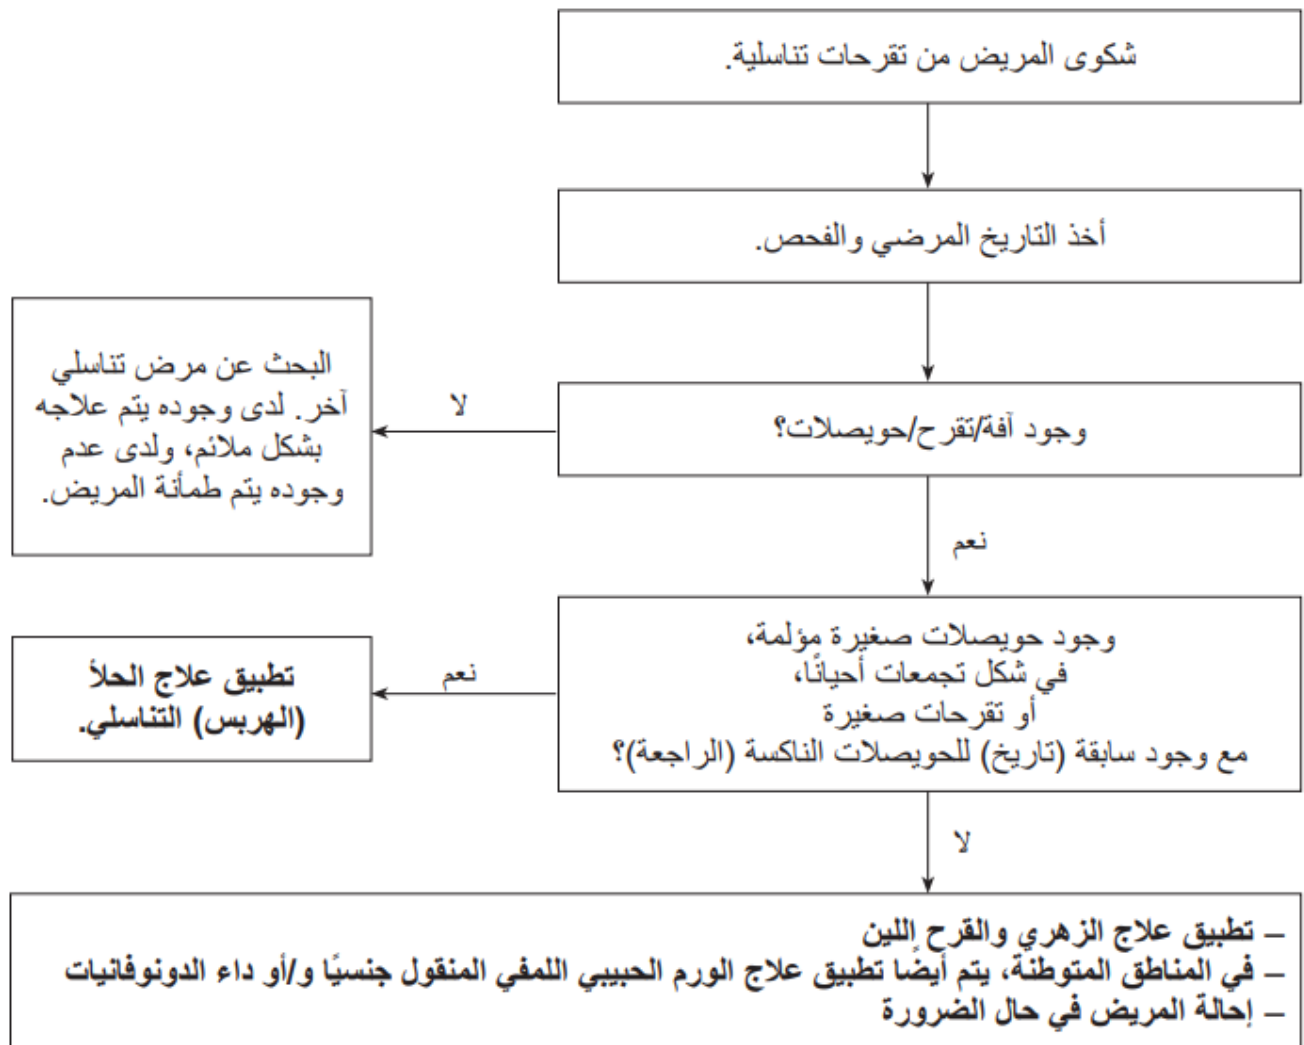 شكوى المريض من تقرحات تناسلية.
أخذ التاريخ المرضي والفحص.
وجود آفة/تقرح/حويصلات؟
لا
البحث عن مرض تناسلي
آخر. لدى وجوده يتم علاجه
بشكل ملائم، ولدى عدم
وجوده يتم طمأنة المريض.
نعم
وجود حويصلات صغيرة مؤلمة،
في شكل تجمعات أحيانًا،
أو تقرحات صغيرة
مع وجود سابقة (تاريخ) للحويصلات الناكسة (الراجعة)؟
نعم
تطبيق علاج الحلأ
(الهربس) التناسلي.
لا
– تطبيق علاج الزهري والقرح اللين
– في المناطق المتوطنة، يتم أيضًا تطبيق علاج الورم الحبيبي اللمفي المنقول جنسيًا و/أو داء الدونوفانيات
– إحالة المريض في حال الضرورة